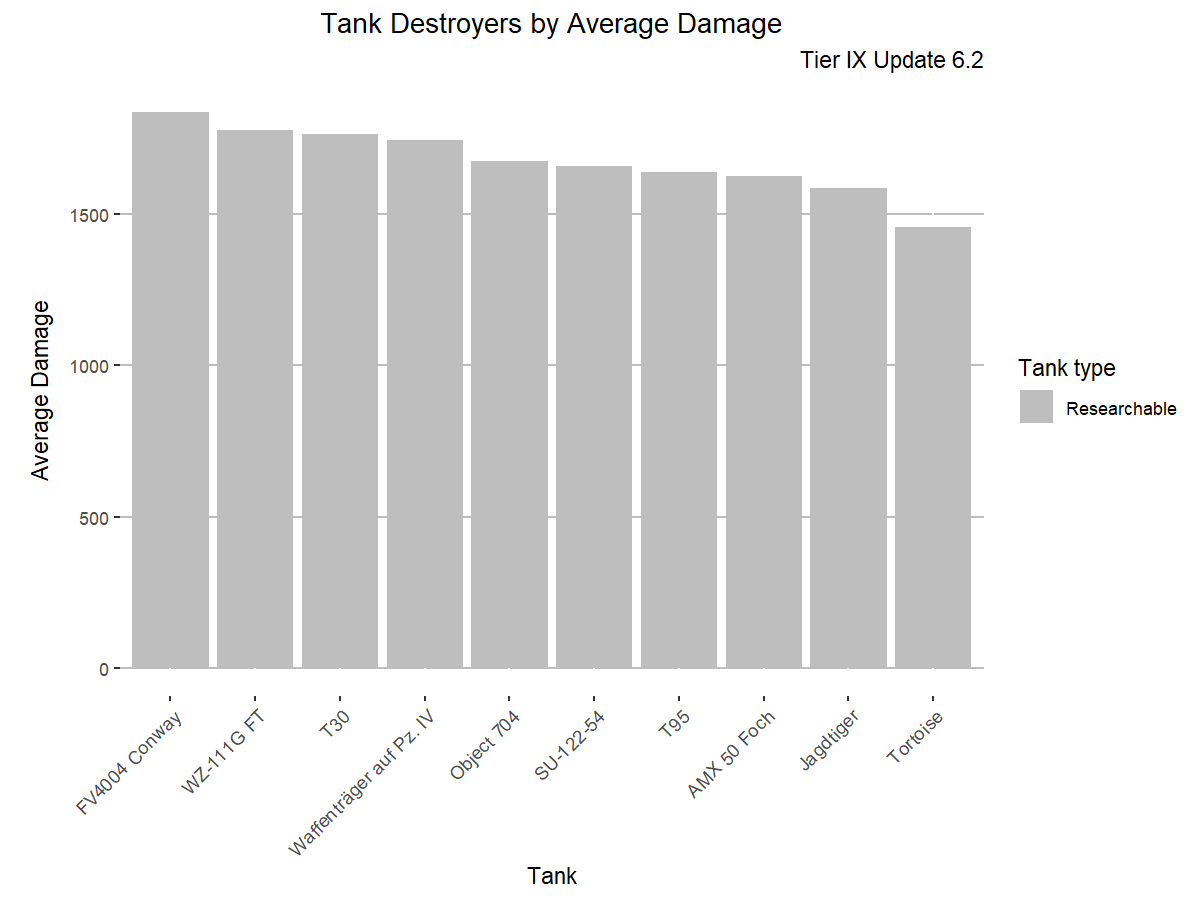 Tank Destroyers by Average Damage
Tier IX Update 6.2
Average Damage
1500
1000
500
0
FV4004 Conway
WZ-111G FT
T30
Waffenträger auf Pz. IV
Object 704
SU-122-54
T95
AMX 50 Foch
Jagdtiger
Tortoise
Tank
Tank type
Researchable